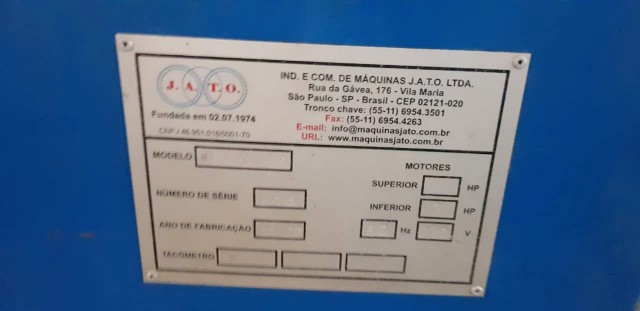 J. A. T. O.
Fundada em 02.07.1974
IND. E COM. DE MÁQUINAS J.A.T.O. LTDA.
Rua da Gávea, 176 - Vila Maria
São Paulo - SP - Brasil - CEP 02121-020
Tronco chave: (55-11) 6954.3501
Fax: (55-11) 6954.4263
E-mail: info@maquinasjato.com.br
URL: www.maquinasjato.com.br
MODELO
NÚMERO DE SÉRIE
ANO DE FABRICAÇÃO
TACÔMETRO
MOTORES
SUPERIOR HP
INFERIOR HP
Hz V